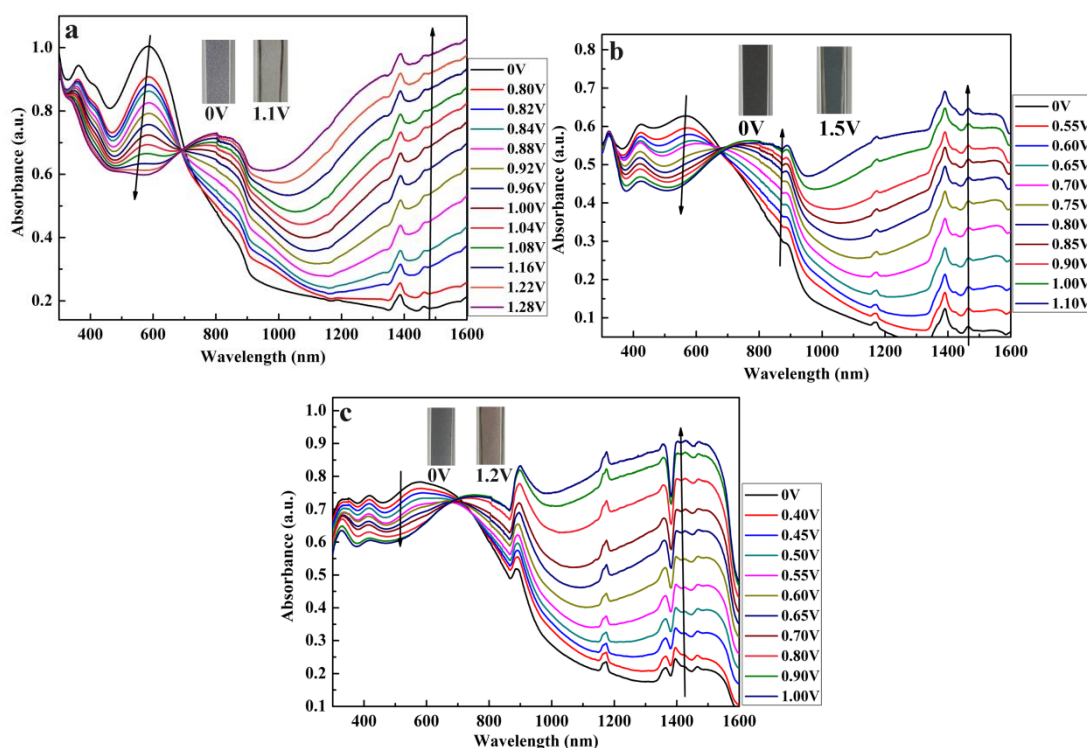 a
0V
1.1V
Absorbance (a.u.)
1.0
0.8
0.6
0.4
0.2
400
600
800
1000
1200
1400
1600
Wavelength (nm)
0V
0.80V
0.82V
0.84V
0.88V
0.92V
0.96V
1.00V
1.04V
1.08V
1.16V
1.22V
1.28V
b
0V
1.5V
Absorbance (a.u.)
0.8
0.7
0.6
0.5
0.4
0.3
0.2
0.1
400
600
800
1000
1200
1400
1600
Wavelength (nm)
0V
0.55V
0.60V
0.65V
0.70V
0.75V
0.80V
0.85V
0.90V
1.00V
1.10V
c
0V
1.2V
Absorbance (a.u.)
1.0
0.9
0.8
0.7
0.6
0.5
0.4
0.3
0.2
0.1
400
600
800
1000
1200
1400
1600
Wavelength (nm)
0V
0.40V
0.45V
0.50V
0.55V
0.60V
0.65V
0.70V
0.80V
0.90V
1.00V